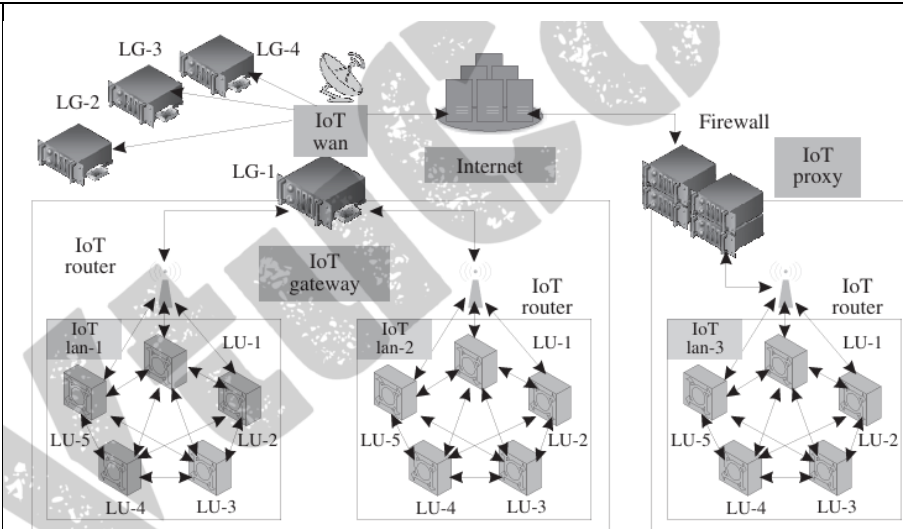 LG-3
LG-4
LG-2
IoT
wan
Internet
Firewall
IoT
proxy
LG-1
IoT
router
IoT
gateway
IoT
router
IoT
router
IoT
lan-1
LU-1
LU-5
LU-2
LU-4
LU-3
IoT
lan-2
LU-1
LU-5
LU-2
LU-4
LU-3
IoT
lan-3
LU-1
LU-5
LU-2
LU-4
LU-3